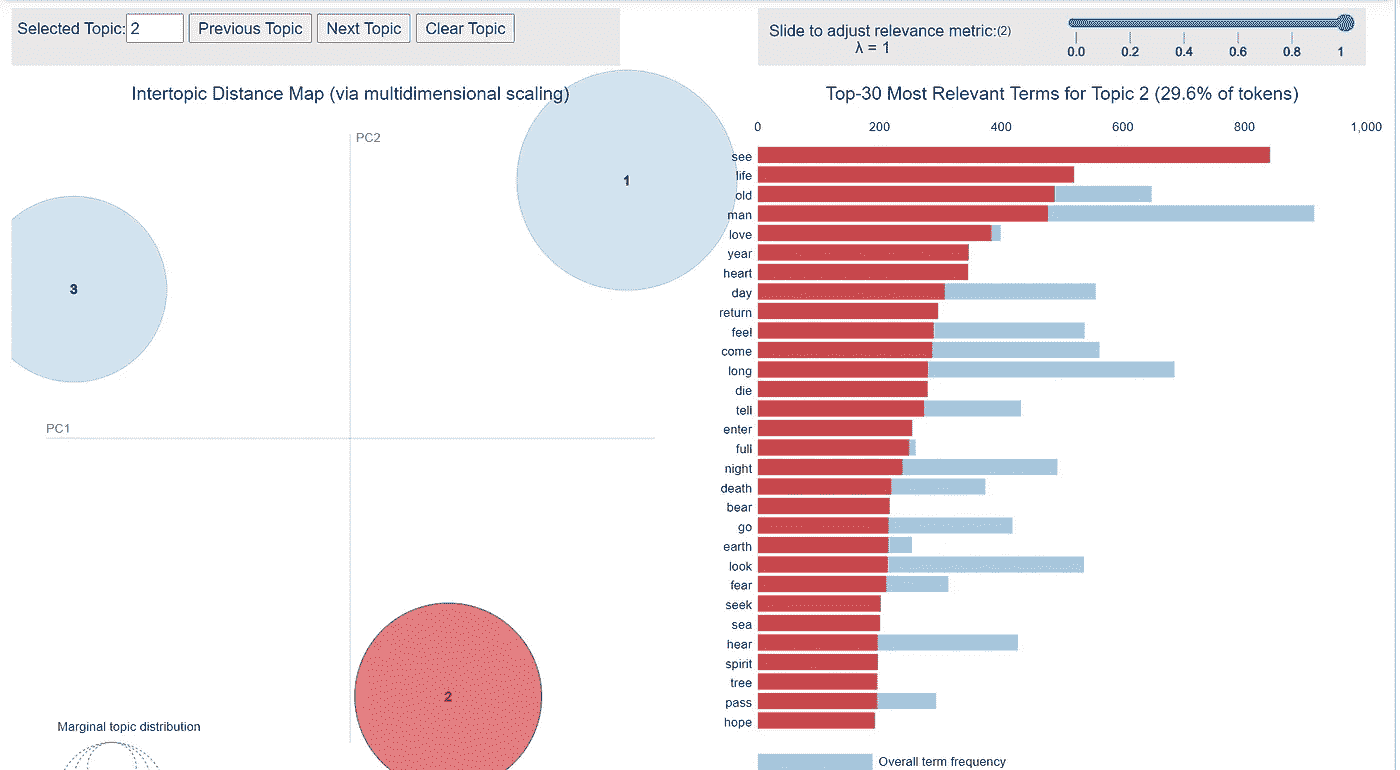 Selected Topic: 2 Previous Topic Next Topic Clear Topic
Slide to adjust relevance metric:(2)
λ = 1
0.0 0.2 0.4 0.6 0.8 1
Intertopic Distance Map (via multidimensional scaling)
PC2
PC1
1
3
2
Marginal topic distribution
Top-30 Most Relevant Terms for Topic 2 (29.6% of tokens)
0 200 400 600 800 1,000
see
life
old
man
love
year
heart
day
return
feel
come
long
die
tell
enter
full
night
death
bear
go
earth
look
fear
seek
sea
hear
spirit
tree
pass
hope
Overall term frequency